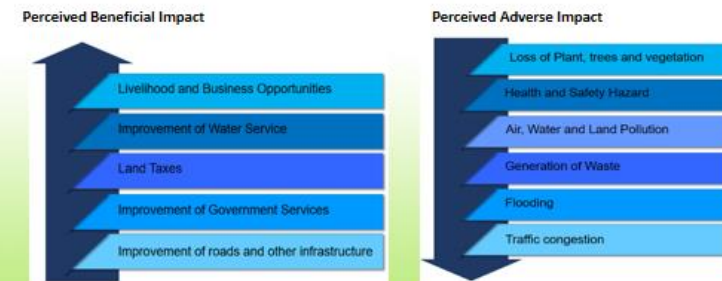 Perceived Beneficial Impact
Livelihood and Business Opportunities
Improvement of Water Service
Land Taxes
Improvement of Government Services
Improvement of roads and other infrastructure
Perceived Adverse Impact
Loss of Plant, trees and vegetation
Health and Safety Hazard
Air, Water and Land Pollution
Generation of Waste
Flooding
Traffic congestion